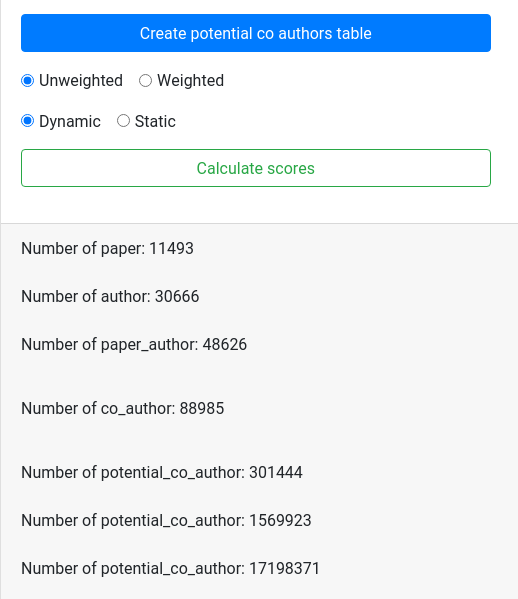 Create potential co authors table
Unweighted Weighted
Dynamic Static
Calculate scores
Number of paper: 11493
Number of author: 30666
Number of paper_author: 48626
Number of co_author: 88985
Number of potential_co_author: 301444
Number of potential_co_author: 1569923
Number of potential_co_author: 17198371